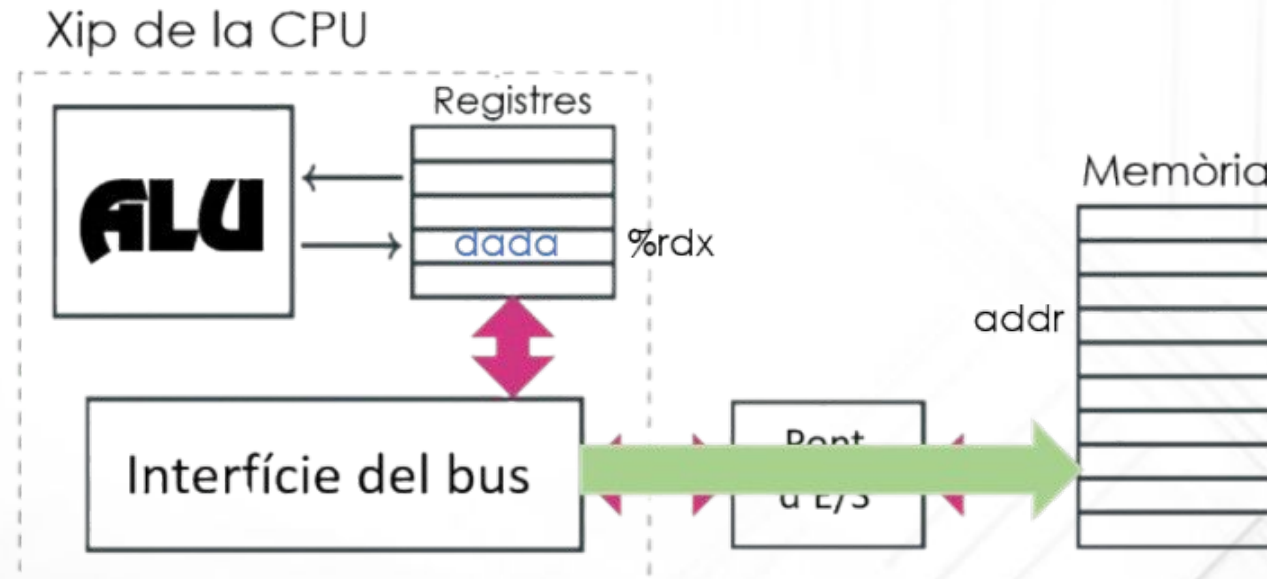 Xip de la CPU
Registres
ALU
dada
%rdx
Memòria
addr
Interfície del bus
Pont
d'E/S